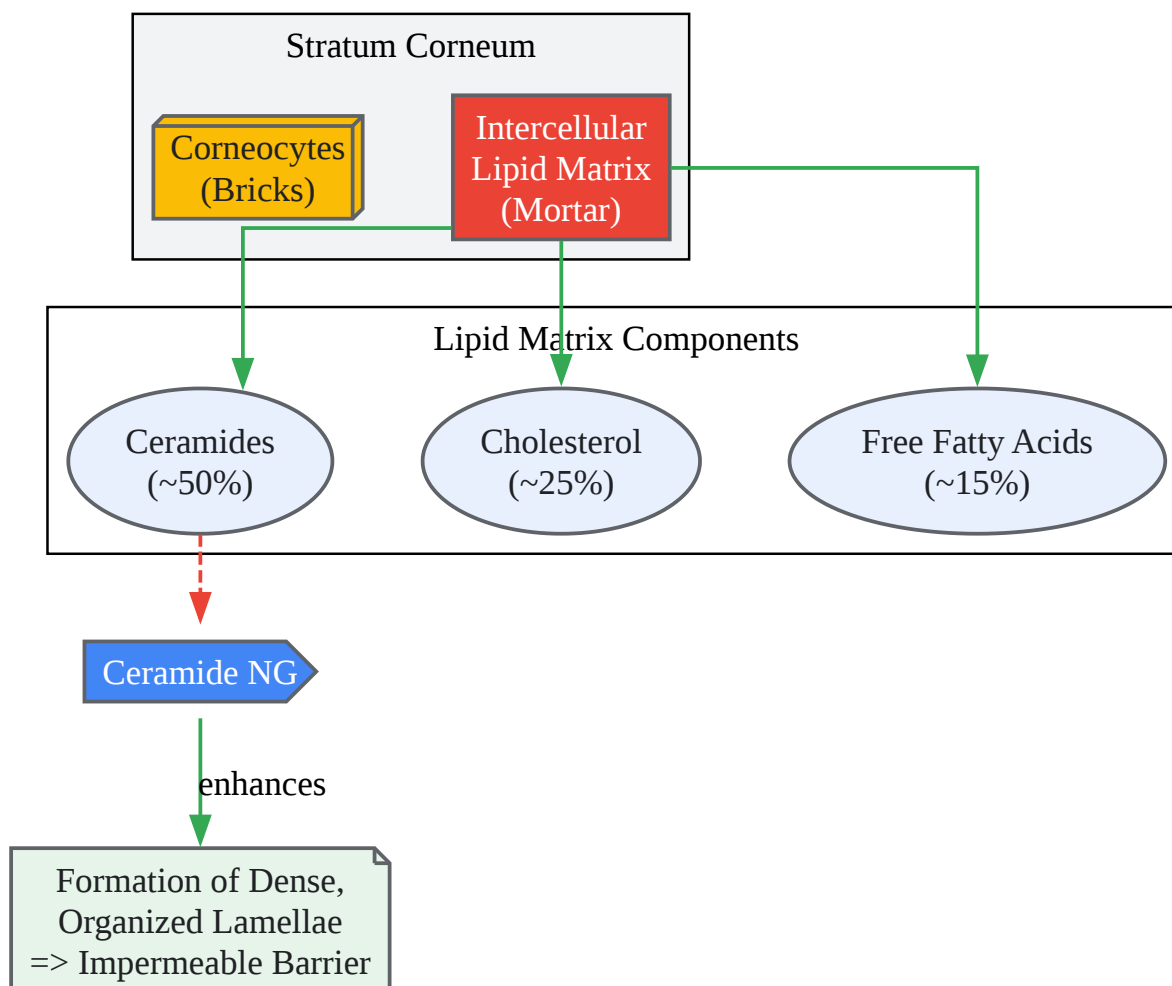 Stratum Corneum
Corneocytes
(Bricks)
Intercellular
Lipid Matrix
(Mortar)
Lipid Matrix Components
Ceramides
(~50%)
Cholesterol
(~25%)
Free Fatty Acids
(~15%)
Ceramide NG
enhances
Formation of Dense,
Organized Lamellae
=> Impermeable Barrier